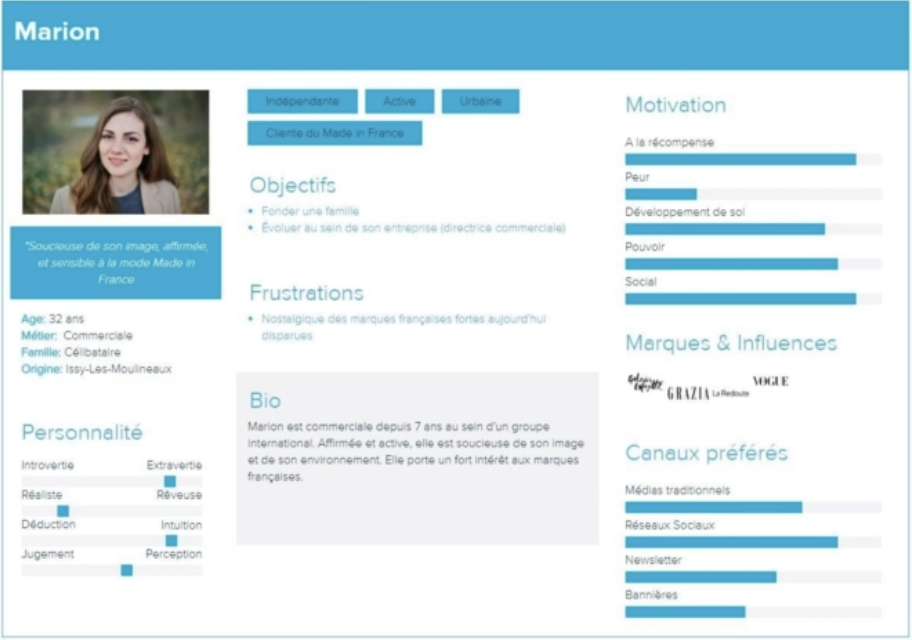 Marion
"Soucieuse de son image, affirmée,
et sensible à la mode Made in
France
Age: 32 ans
Métier: Commerciale
Famille: Célibataire
Origine: Issy-Les-Moulineaux
Personnalité
Introvertie Extravertie
Réaliste Rêveuse
Déduction Intuition
Jugement Perception
Indépendante Active Urbaine
Cliente du Made in France
Objectifs
• Fonder une famille
• Évoluer au sein de son entreprise (directrice commerciale)
Frustrations
• Nostalgique des marques françaises fortes aujourd'hui
disparues
Bio
Marion est commerciale depuis 7 ans au sein d'un groupe
international. Affirmée et active, elle est soucieuse de son image
et de son environnement. Elle porte un fort intérêt aux marques
françaises.
Motivation
A la récompense
Peur
Développement de soi
Pouvoir
Social
Marques & Influences
Galeries Lafayette GRAZIA La Redoute VOGUE
Canaux préférés
Médias traditionnels
Réseaux Sociaux
Newsletter
Bannières